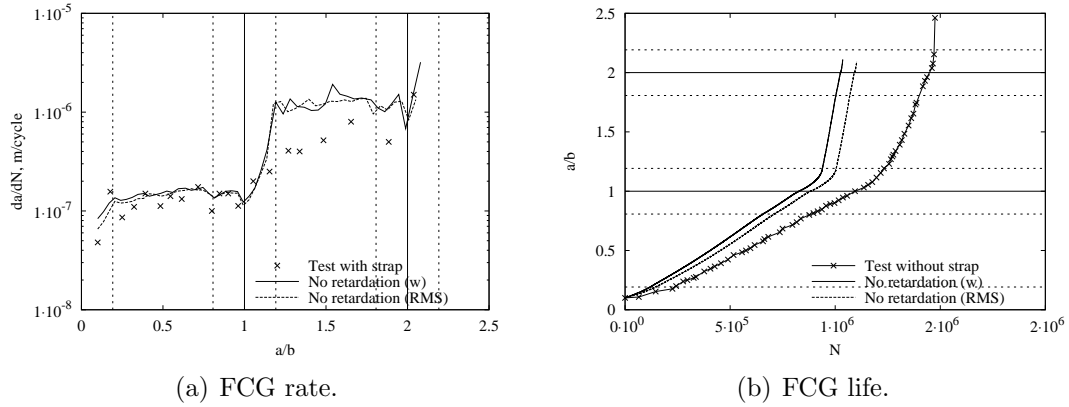 1·10⁻⁵
1·10⁻⁶
1·10⁻⁷
1·10⁻⁸
da/dN, m/cycle
0 0.5 1 1.5 2 2.5
a/b
Test with strap
No retardation (w)
No retardation (RMS)
(a) FCG rate.
2.5
2
1.5
1
0.5
0
a/b
0·10⁰ 5·10⁵ 1·10⁶ 2·10⁶ 2·10⁶
N
Test without strap
No retardation (w)
No retardation (RMS)
(b) FCG life.